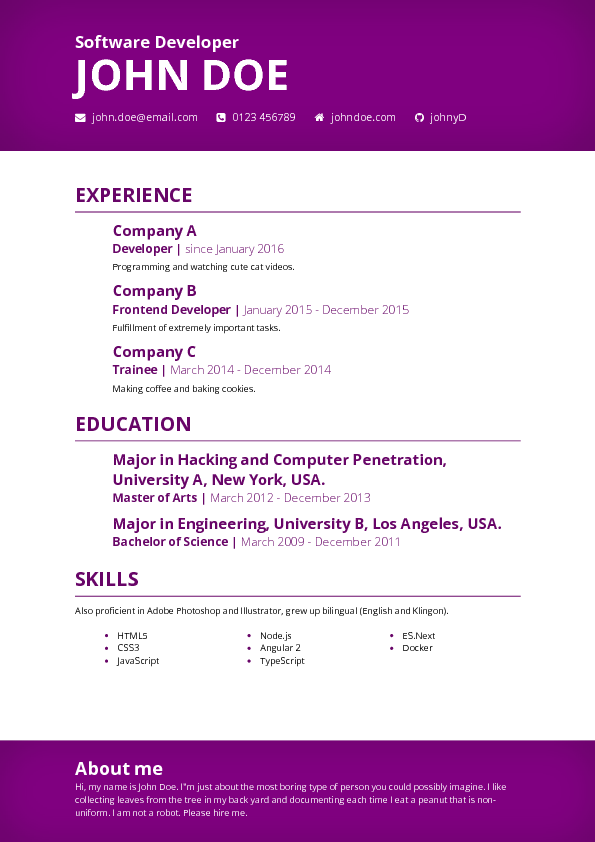 Software Developer
JOHN DOE
john.doe@email.com 0123 456789 johndoe.com johnyD
EXPERIENCE
Company A
Developer | since January 2016
Programming and watching cute cat videos.
Company B
Frontend Developer | January 2015 - December 2015
Fulfillment of extremely important tasks.
Company C
Trainee | March 2014 - December 2014
Making coffee and baking cookies.
EDUCATION
Major in Hacking and Computer Penetration,
University A, New York, USA.
Master of Arts | March 2012 - December 2013
Major in Engineering, University B, Los Angeles, USA.
Bachelor of Science | March 2009 - December 2011
SKILLS
Also proficient in Adobe Photoshop and Illustrator, grew up bilingual (English and Klingon).
• HTML5 • Node.js • ES.Next
• CSS3 • Angular 2 • Docker
• JavaScript • TypeScript
About me
Hi, my name is John Doe. I"m just about the most boring type of person you could possibly imagine. I like
collecting leaves from the tree in my back yard and documenting each time I eat a peanut that is non-
uniform. I am not a robot. Please hire me.